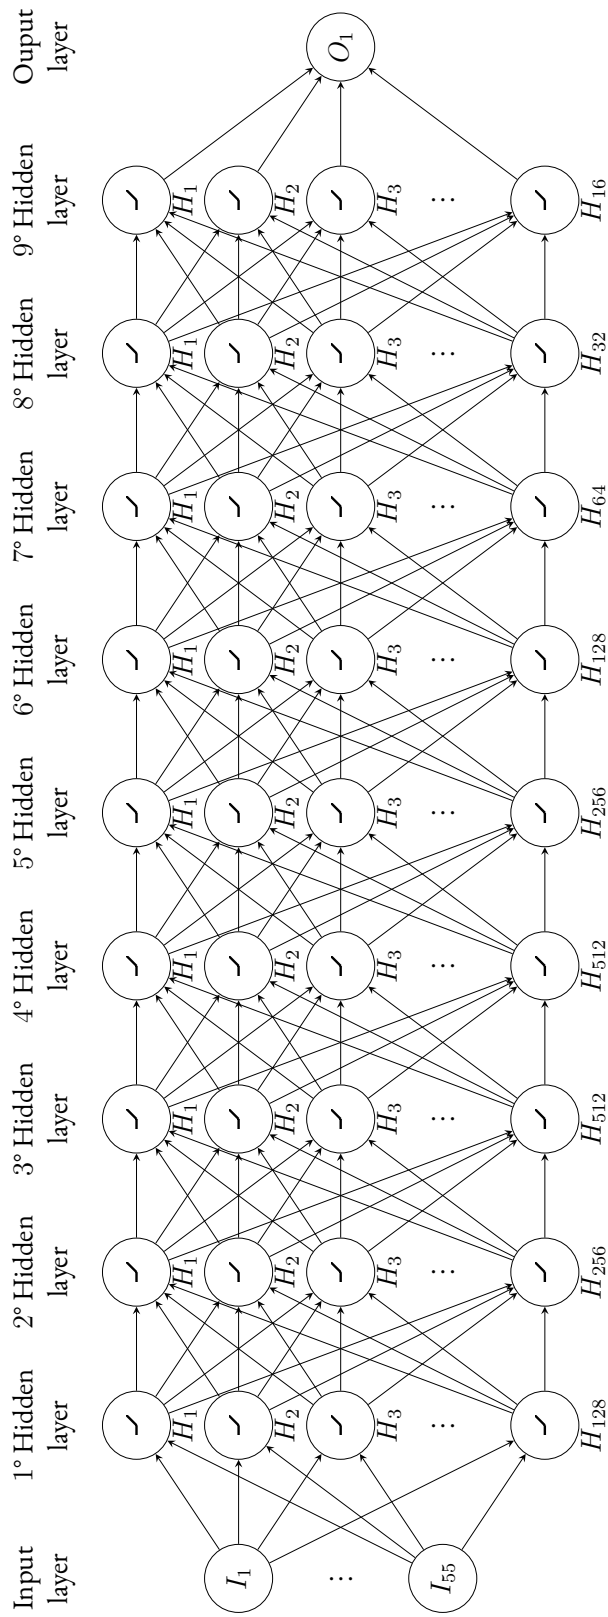 Input
layer
1° Hidden
layer
2° Hidden
layer
3° Hidden
layer
4° Hidden
layer
5° Hidden
layer
6° Hidden
layer
7° Hidden
layer
8° Hidden
layer
9° Hidden
layer
Ouput
layer
I₁
⋮
I₅₅
H₁
H₂
H₃
⋮
H₁₂₈
H₁
H₂
H₃
⋮
H₂₅₆
H₁
H₂
H₃
⋮
H₅₁₂
H₁
H₂
H₃
⋮
H₅₁₂
H₁
H₂
H₃
⋮
H₂₅₆
H₁
H₂
H₃
⋮
H₁₂₈
H₁
H₂
H₃
⋮
H₆₄
H₁
H₂
H₃
⋮
H₃₂
H₁
H₂
H₃
⋮
H₁₆
O₁